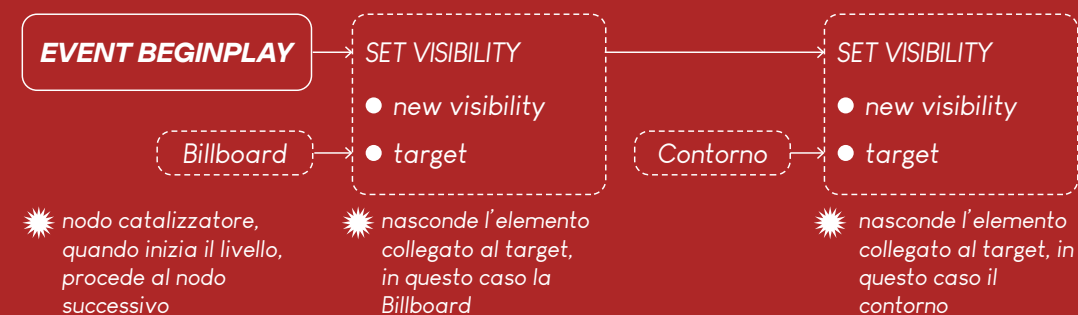 EVENT BEGINPLAY
SET VISIBILITY
new visibility
Billboard
target
SET VISIBILITY
new visibility
Contorno
target
nodo catalizzatore,
quando inizia il livello,
procede al nodo
successivo
nasconde l'elemento
collegato al target,
in questo caso la
Billboard
nasconde l'elemento
collegato al target, in
questo caso il
contorno